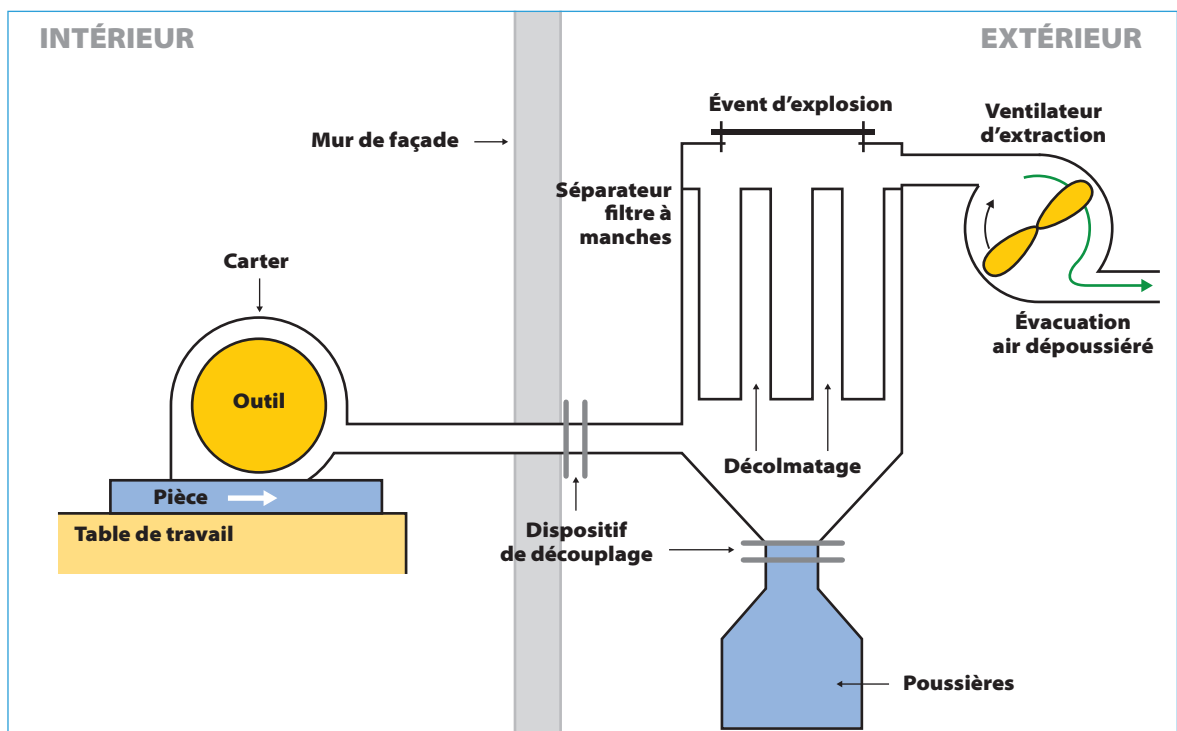 INTÉRIEUR
EXTÉRIEUR
Évent d’explosion
Ventilateur
d’extraction
Mur de façade
Séparateur
filtre à
manches
Carter
Évacuation
air dépoussiéré
Outil
Décolmatage
Pièce
Table de travail
Dispositif
de découplage
Poussières